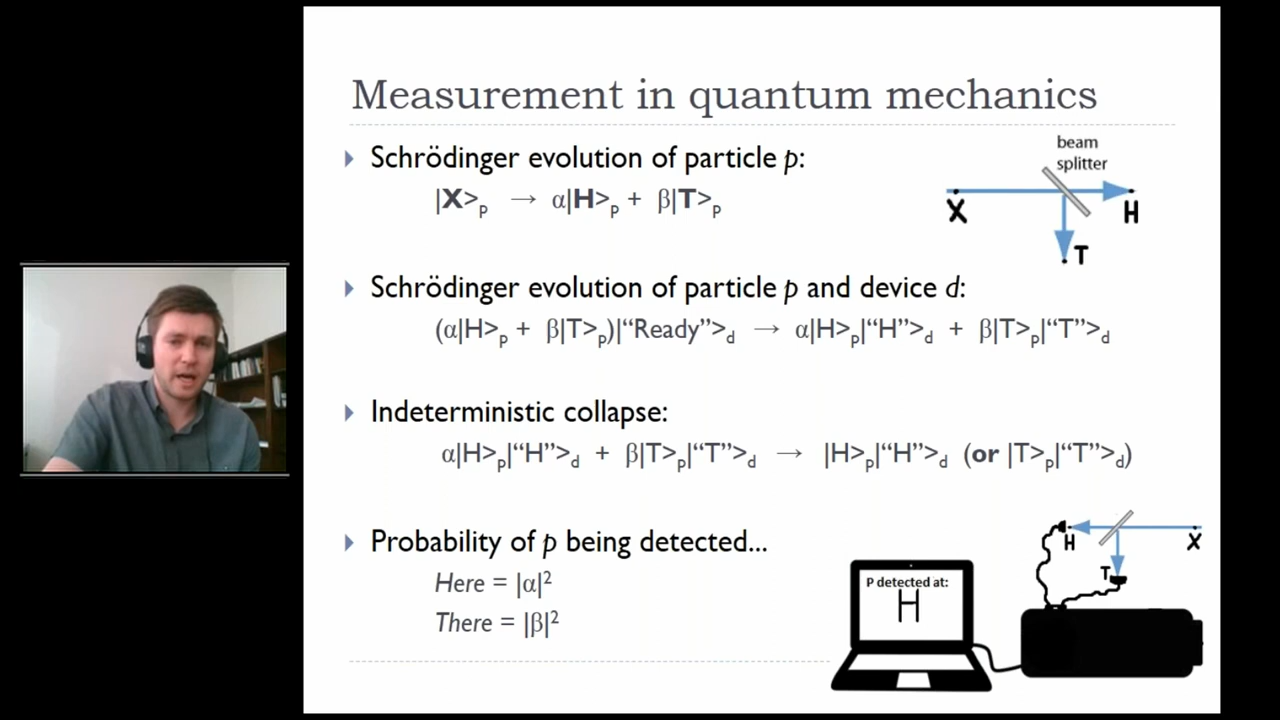 Measurement in quantum mechanics
Schrödinger evolution of particle p:
|X>p → α|H>p + β|T>p
beam
splitter
X
H
T
Schrödinger evolution of particle p and device d:
(α|H>p + β|T>p)|“Ready”>d → α|H>p|“H”>d + β|T>p|“T”>d
Indeterministic collapse:
α|H>p|“H”>d + β|T>p|“T”>d → |H>p|“H”>d (or |T>p|“T”>d)
Probability of p being detected...
Here = |α|²
There = |β|²
H
X
T
P detected at:
H